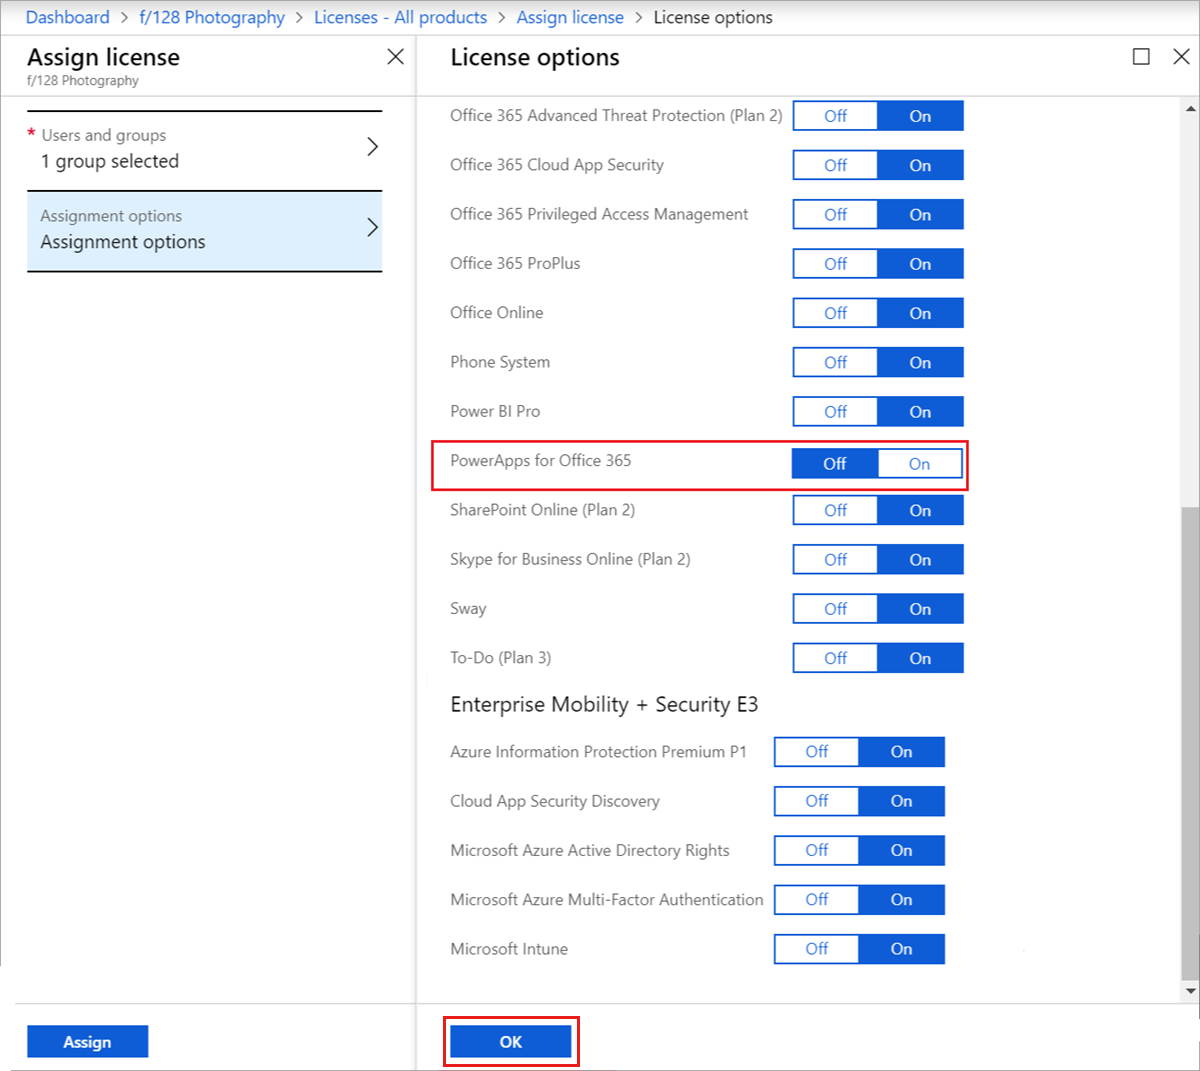 Dashboard > f/128 Photography > Licenses - All products > Assign license > License options
Assign license
f/128 Photography
* Users and groups
1 group selected
Assignment options
Assignment options
Assign
License options
Office 365 Advanced Threat Protection (Plan 2) Off On
Office 365 Cloud App Security Off On
Office 365 Privileged Access Management Off On
Office 365 ProPlus Off On
Office Online Off On
Phone System Off On
Power BI Pro Off On
PowerApps for Office 365 Off On
SharePoint Online (Plan 2) Off On
Skype for Business Online (Plan 2) Off On
Sway Off On
To-Do (Plan 3) Off On
Enterprise Mobility + Security E3
Azure Information Protection Premium P1 Off On
Cloud App Security Discovery Off On
Microsoft Azure Active Directory Rights Off On
Microsoft Azure Multi-Factor Authentication Off On
Microsoft Intune Off On
OK